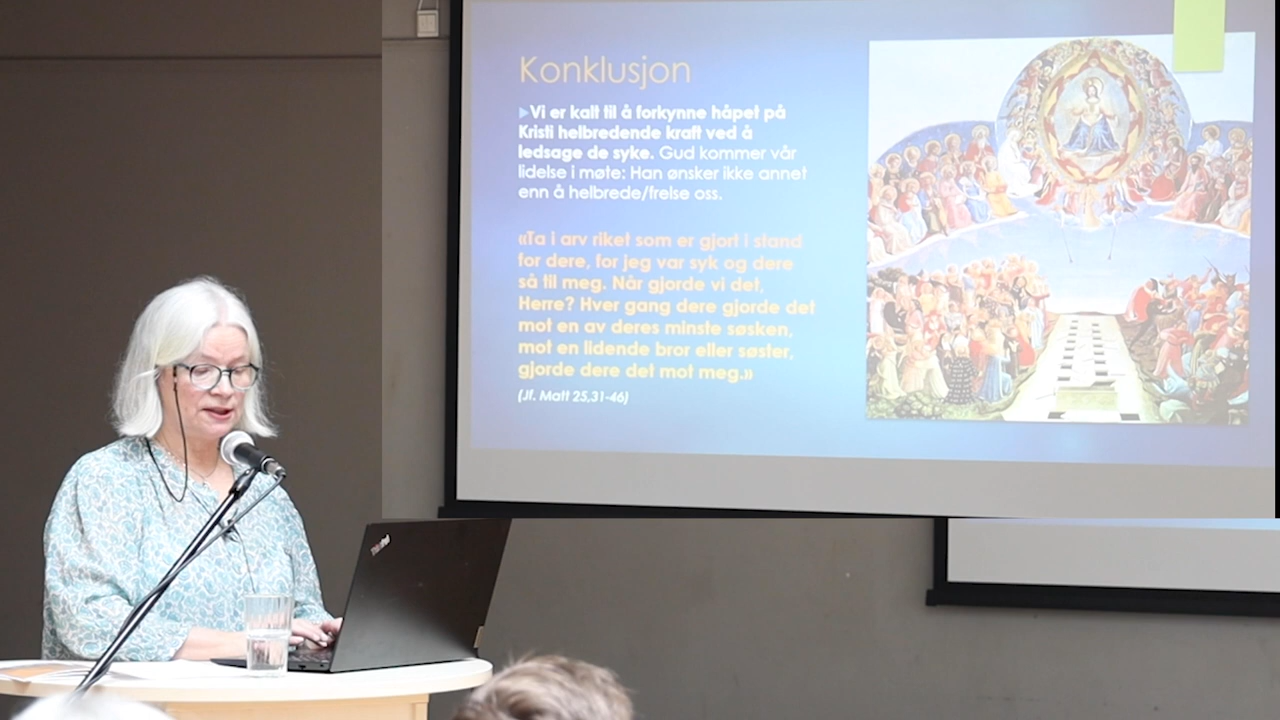 Konklusjon
Vi er kalt til å forkynne håpet på
Kristi helbredende kraft ved å
ledsage de syke. Gud kommer vår
lidelse i møte: Han ønsker ikke annet
enn å helbrede/frelse oss.
«Ta i arv riket som er gjort i stand
for dere, for jeg var syk og dere
så til meg. Når gjorde vi det,
Herre? Hver gang dere gjorde det
mot en av deres minste søsken,
mot en lidende bror eller søster,
gjorde dere det mot meg.»
(Jf. Matt 25,31-46)
ThinkPad